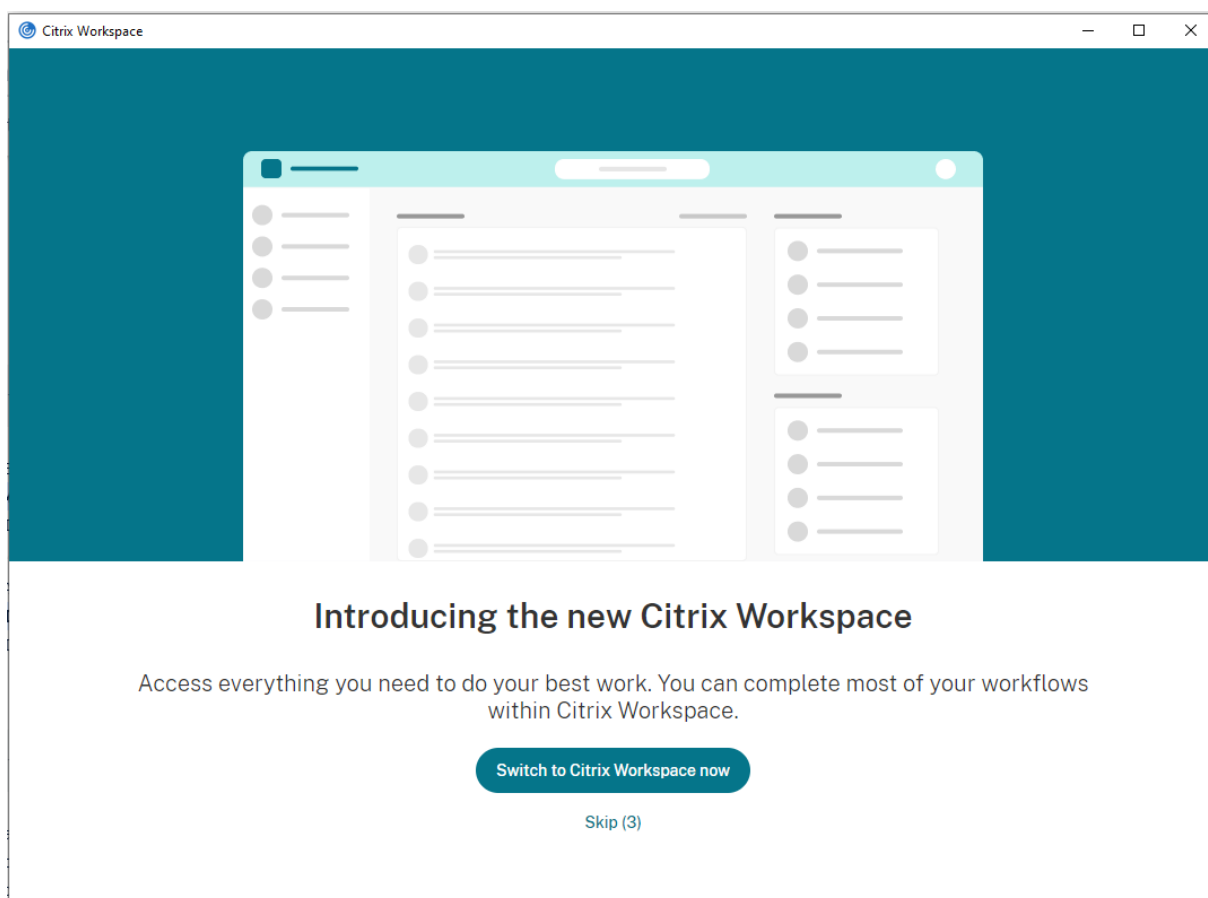 Citrix Workspace
Introducing the new Citrix Workspace
Access everything you need to do your best work. You can complete most of your workflows
within Citrix Workspace.
Switch to Citrix Workspace now
Skip (3)